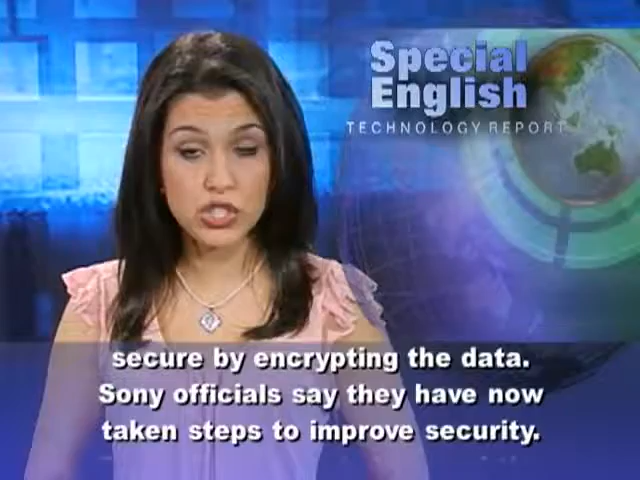 Special
English
TECHNOLOGY REPORT
secure by encrypting the data.
Sony officials say they have now
taken steps to improve security.